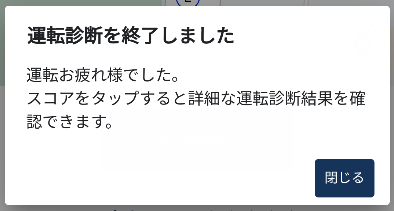 運転診断を終了しました
運転お疲れ様でした。
スコアをタップすると詳細な運転診断結果を確
認できます。
閉じる